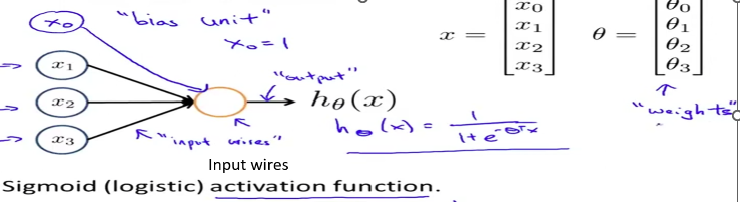 x₀ "bias unit"
x₀ = 1
x = [x₀ x₁ x₂ x₃]
θ = [θ₀ θ₁ θ₂ θ₃]
x₁
"output"
x₂
hθ(x)
hθ(x) = 1 / 1+e^-θᵀx
"weights"
x₃
"input wires"
Input wires
Sigmoid (logistic) activation function.